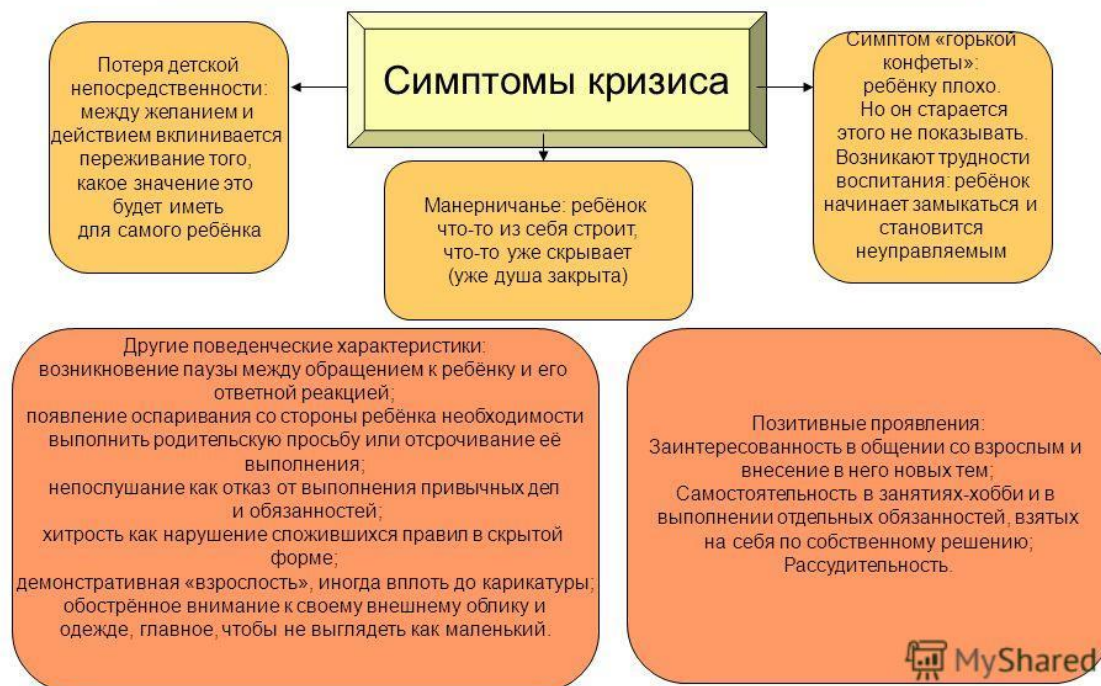 Симптомы кризиса
Потеря детской
непосредственности:
между желанием и
действием вклинивается
переживание того,
какое значение это
будет иметь
для самого ребёнка
Манерничанье: ребёнок
что-то из себя строит,
что-то уже скрывает
(уже душа закрыта)
Симптом «горькой
конфеты»:
ребёнку плохо.
Но он старается
этого не показывать.
Возникают трудности
воспитания: ребёнок
начинает замыкаться и
становится
неуправляемым
Другие поведенческие характеристики:
возникновение паузы между обращением к ребёнку и его
ответной реакцией;
появление оспаривания со стороны ребёнка необходимости
выполнить родительскую просьбу или отсрочивание её
выполнения;
непослушание как отказ от выполнения привычных дел
и обязанностей;
хитрость как нарушение сложившихся правил в скрытой
форме;
демонстративная «взрослость», иногда вплоть до карикатуры;
обострённое внимание к своему внешнему облику и
одежде, главное, чтобы не выглядеть как маленький.
Позитивные проявления:
Заинтересованность в общении со взрослым и
внесение в него новых тем;
Самостоятельность в занятиях-хобби и в
выполнении отдельных обязанностей, взятых
на себя по собственному решению;
Рассудительность.
MyShared